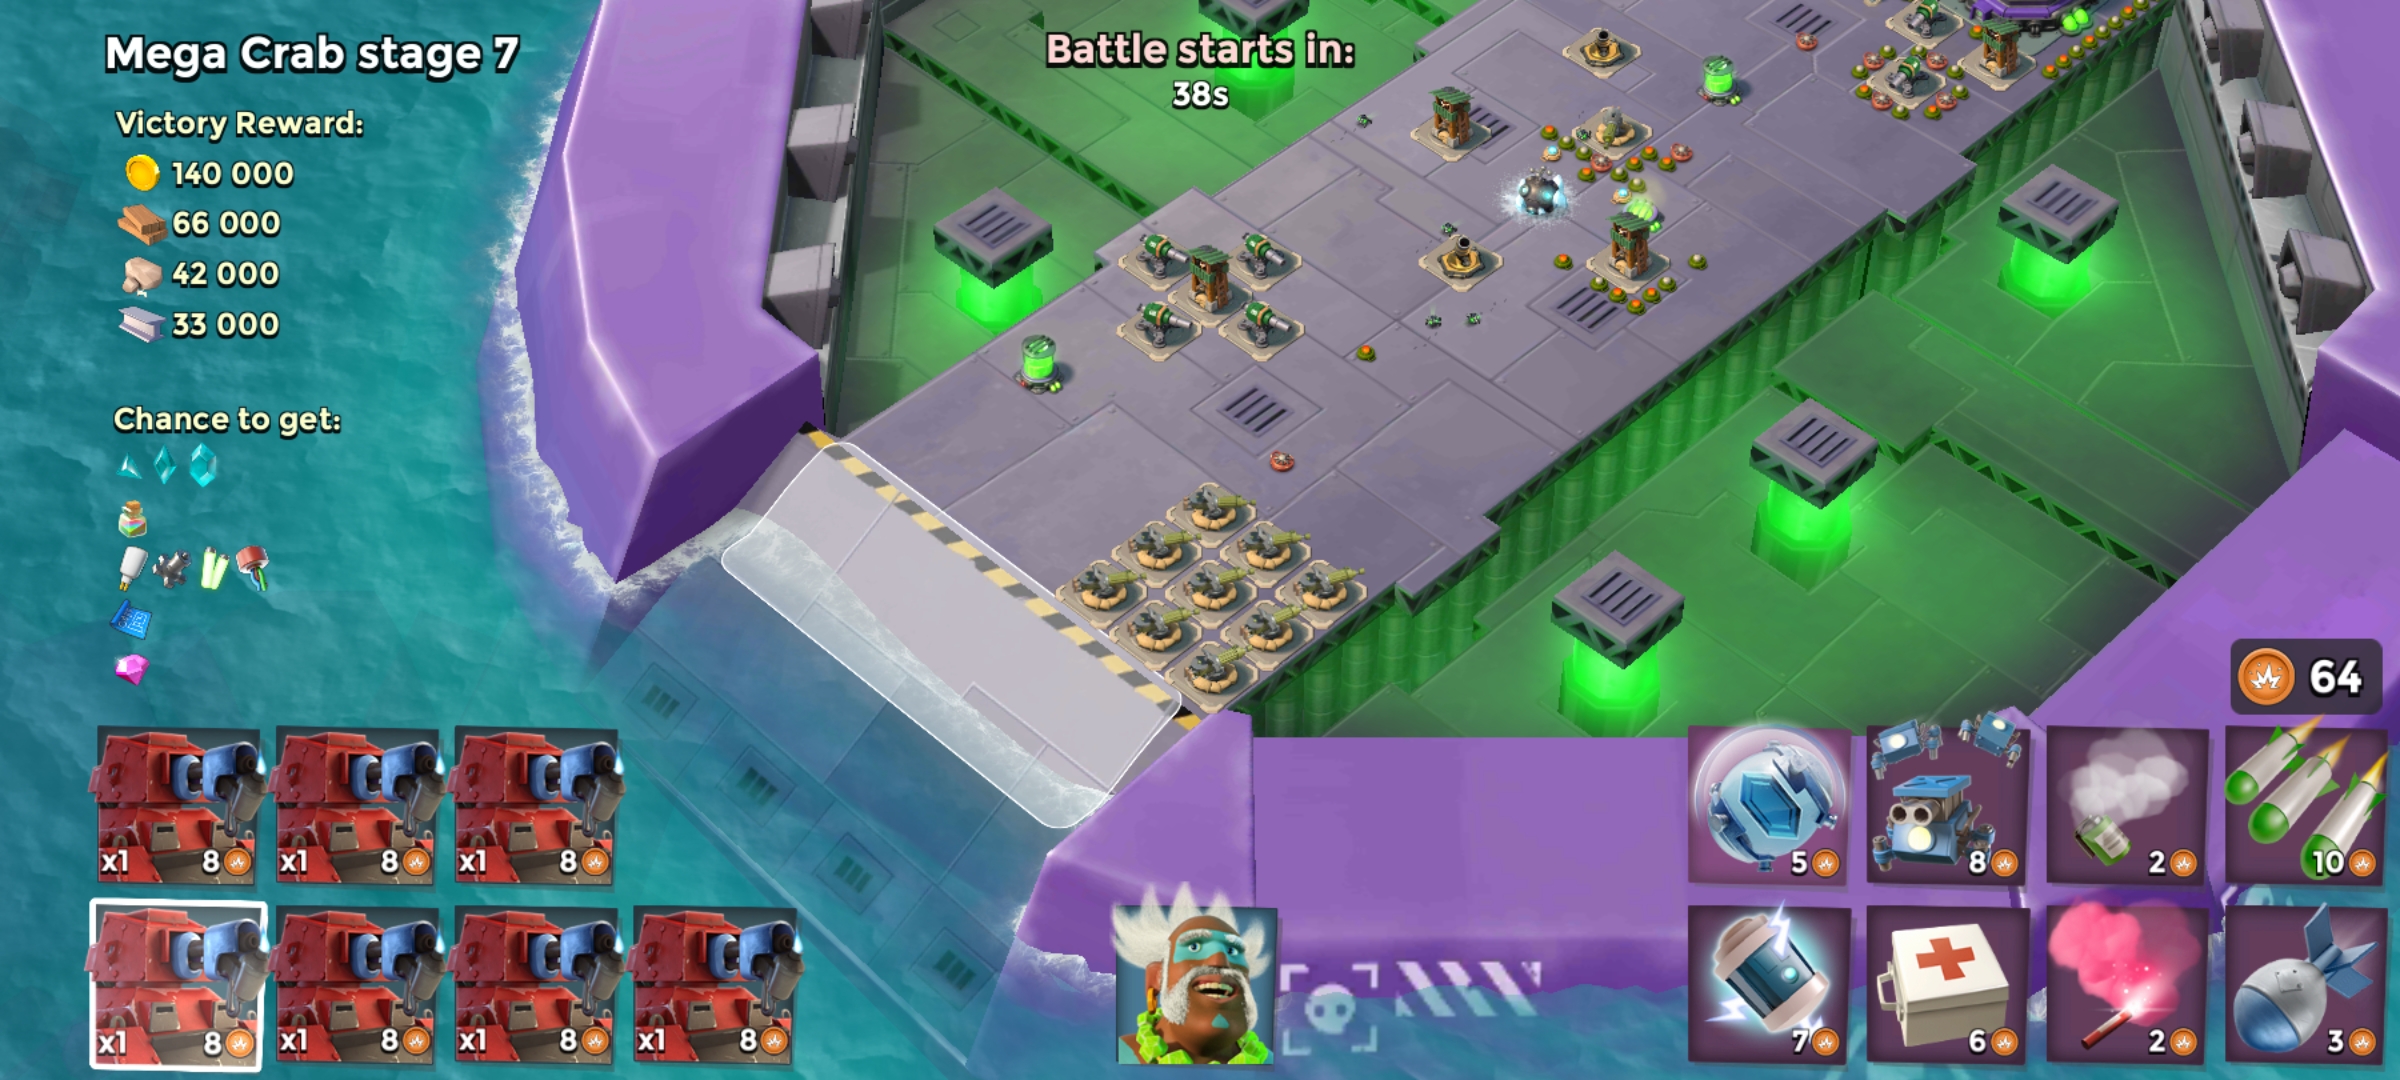 Mega Crab stage 7
Victory Reward:
140 000
66 000
42 000
33 000
Chance to get:
Battle starts in:
38s
64
x1 8
x1 8
x1 8
x1 8
x1 8
x1 8
x1 8
5
8
2
10
7
6
2
3